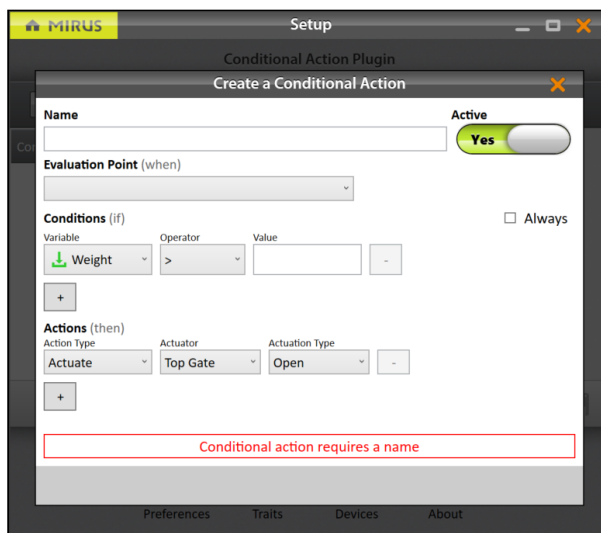 MIRUS
Setup
Conditional Action Plugin
Create a Conditional Action
Name
Active
Yes
Evaluation Point (when)
Conditions (if)
Always
Variable Operator Value
Weight > -
+
Actions (then)
Action Type Actuator Actuation Type
Actuate Top Gate Open -
+
Conditional action requires a name
Preferences Traits Devices About